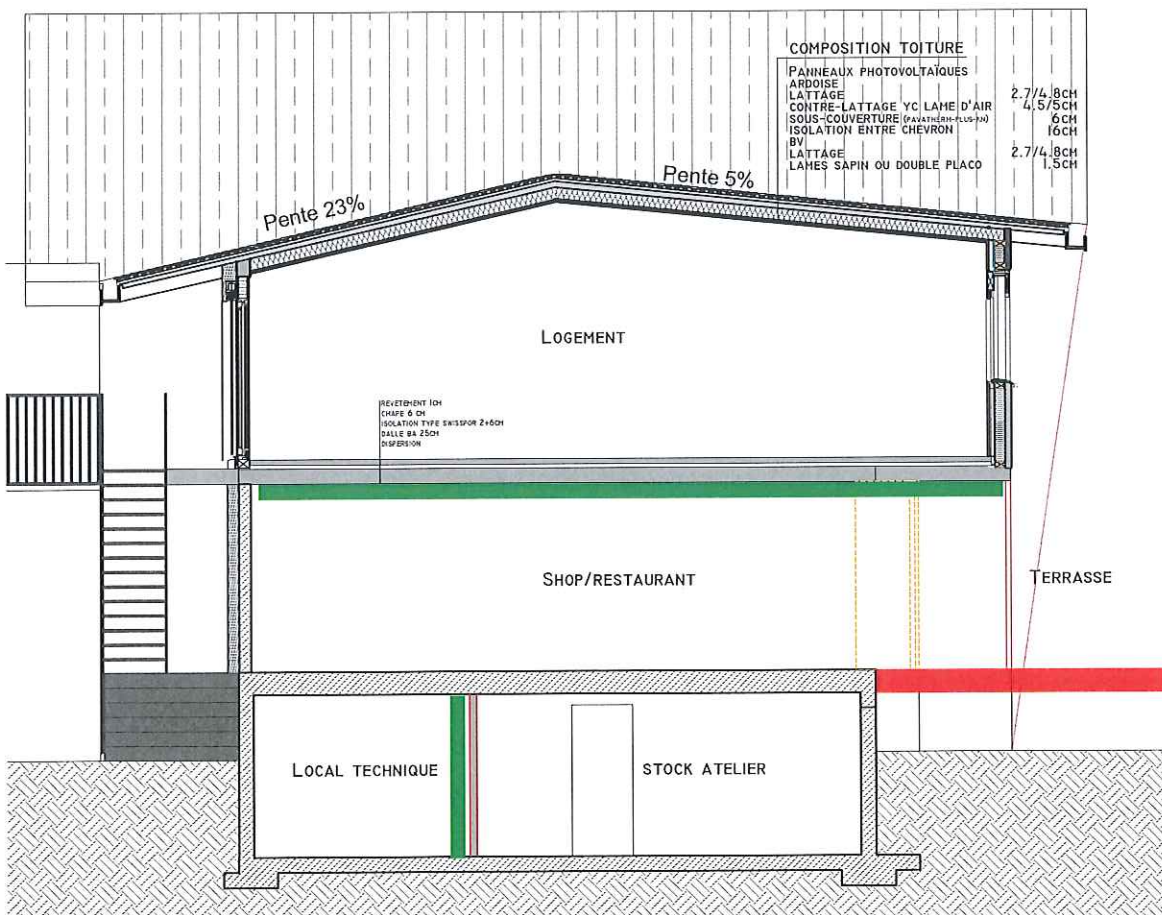 COMPOSITION TOITURE
PANNEAUX PHOTOVOLTAÏQUES
ARDOISE
LATTAGE 2.7/4.8CM
CONTRE-LATTAGE YC LAME D'AIR 4.5/5CM
SOUS-COUVERTURE (PAVATHERM-PLUS-RN) 6CM
ISOLATION ENTRE CHEVRON 16CM
BV
LATTAGE 2.7/4.8CM
LAMES SAPIN OU DOUBLE PLACO 1.5CM
Pente 5%
Pente 23%
LOGEMENT
REVETEMENT 1CM
CHAPE 6 CM
ISOLATION TYPE SWISSPOR 2+6CM
DALLE BA 25CM
DISPERSION
SHOP/RESTAURANT
TERRASSE
LOCAL TECHNIQUE
STOCK ATELIER